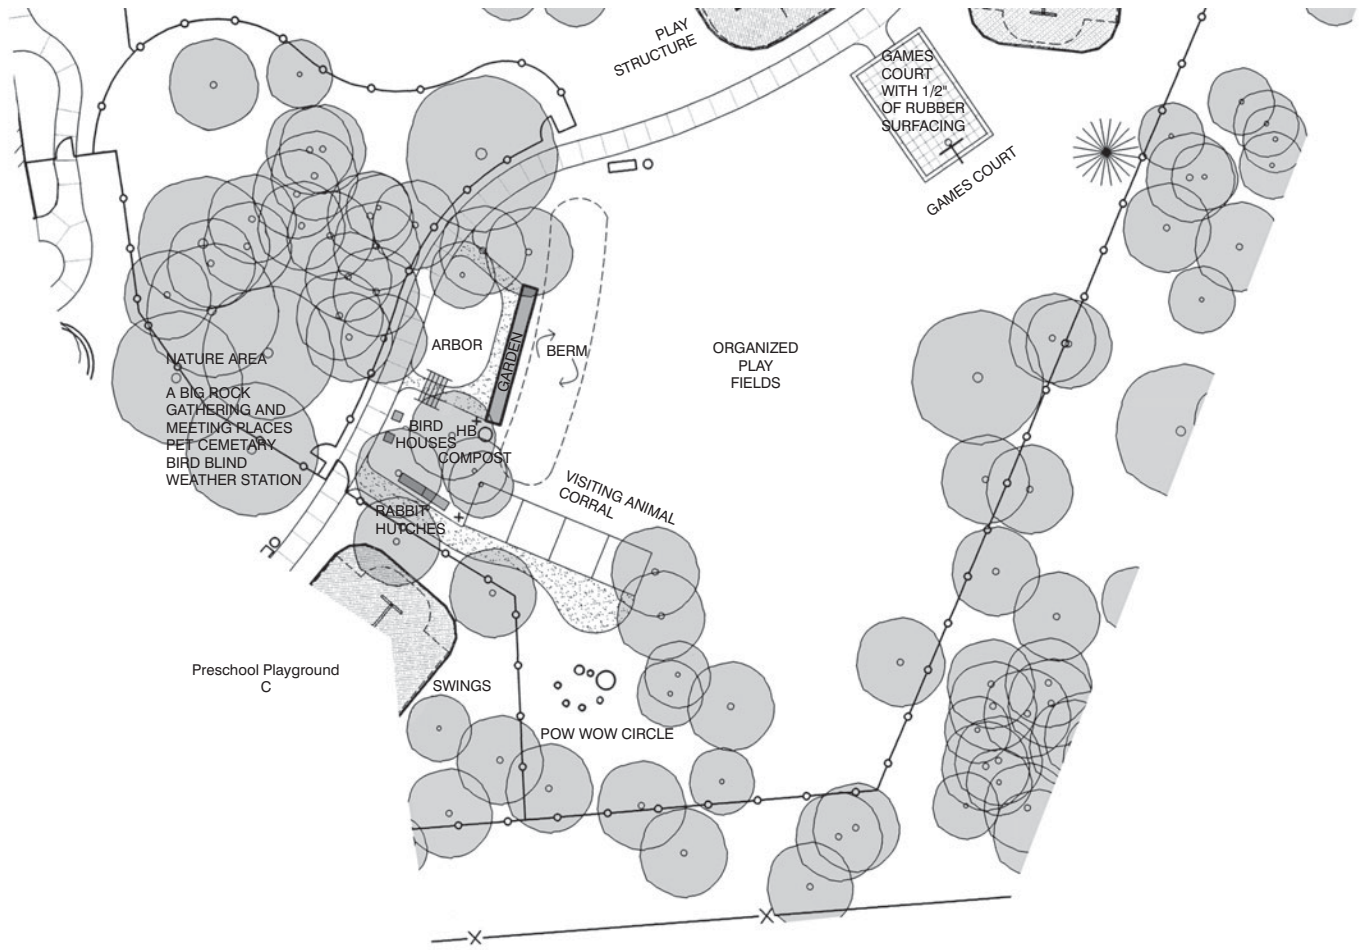 PLAY
STRUCTURE
GAMES
COURT
WITH 1/2"
OF RUBBER
SURFACING
GAMES COURT
ARBOR
GARDEN
BERM
ORGANIZED
PLAY
FIELDS
NATURE AREA
A BIG ROCK
GATHERING AND
MEETING PLACES
PET CEMETARY
BIRD BLIND
WEATHER STATION
BIRD
HOUSES
HB
COMPOST
VISITING ANIMAL
CORRAL
RABBIT
HUTCHES
Preschool Playground
C
SWINGS
POW WOW CIRCLE